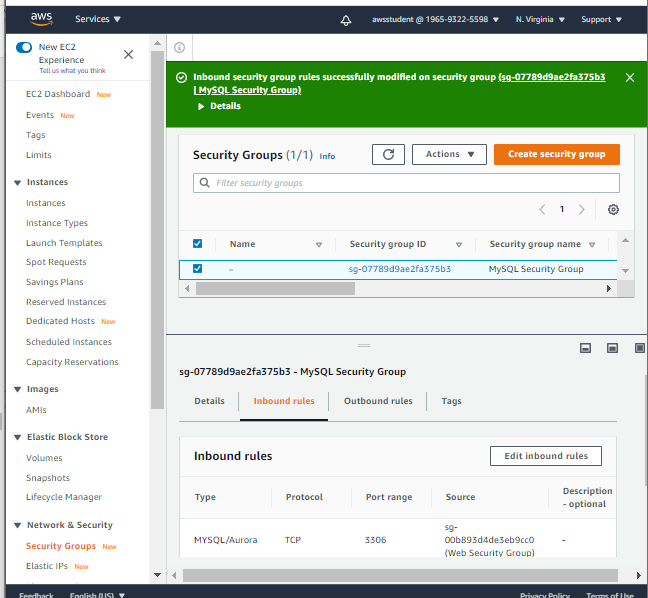 aws Services awsstudent @ 1965-9322-5598 N. Virginia Support
New EC2
Experience
Tell us what you think
EC2 Dashboard New
Events New
Tags
Limits
Instances
Instances
Instance Types
Launch Templates
Spot Requests
Savings Plans
Reserved Instances
Dedicated Hosts New
Scheduled Instances
Capacity Reservations
Images
AMIs
Elastic Block Store
Volumes
Snapshots
Lifecycle Manager
Network & Security
Security Groups New
Elastic IPs New
Inbound security group rules successfully modified on security group (sg-07789d9ae2fa375b3
| MySQL Security Group)
Details
Security Groups (1/1) Info Actions Create security group
Filter security groups
1
Name Security group ID Security group name
– sg-07789d9ae2fa375b3 MySQL Security Group
sg-07789d9ae2fa375b3 - MySQL Security Group
Details Inbound rules Outbound rules Tags
Inbound rules Edit inbound rules
Type Protocol Port range Source Description
- optional
MYSQL/Aurora TCP 3306 sg-
00b893d4de3eb9cc0
(Web Security Group) -
Feedback English (US) Privacy Policy Terms of Use